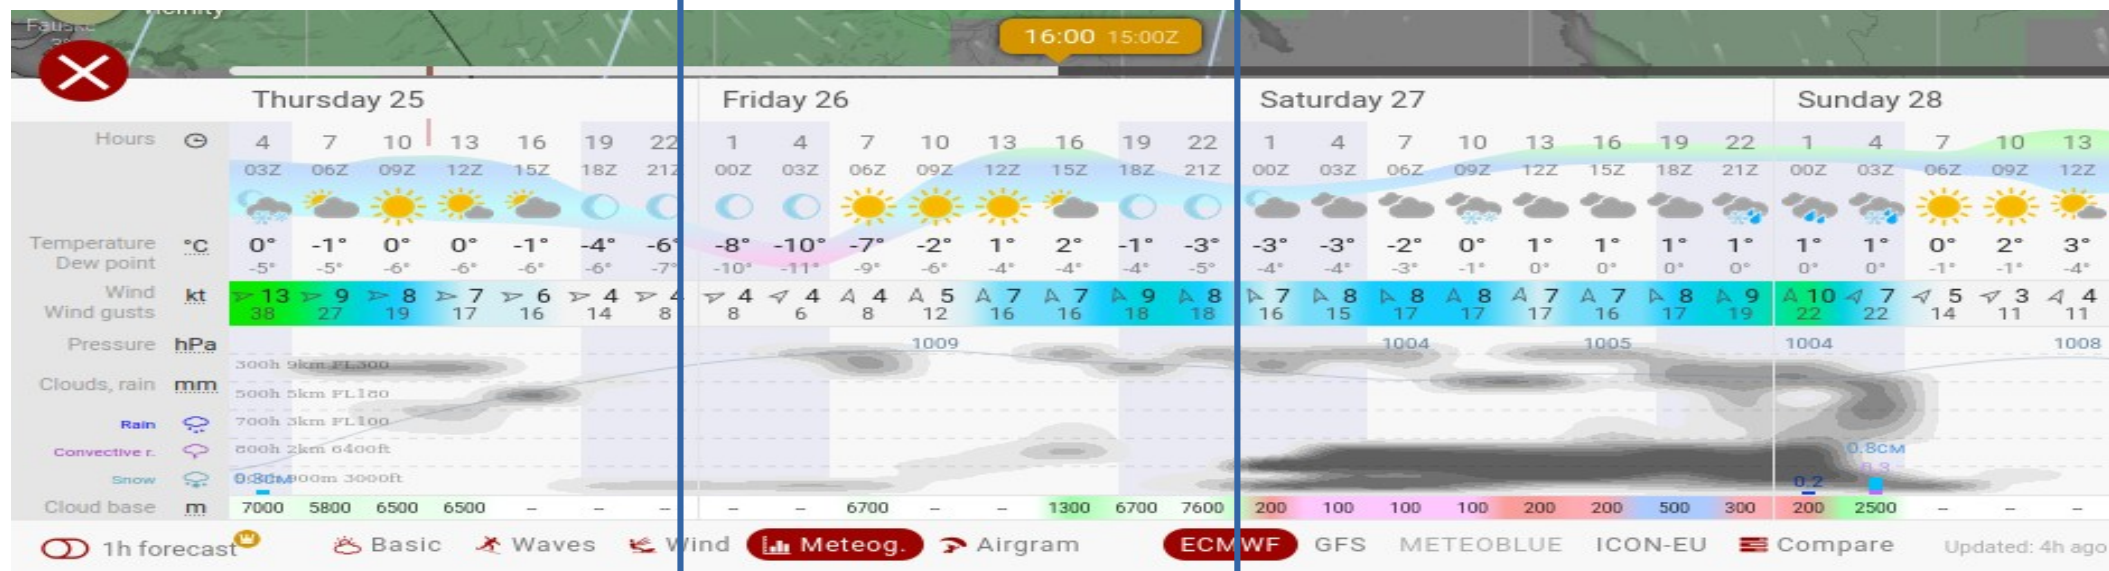 Vicinity
Fauske
16:00 15:00Z
Thursday 25 Friday 26 Saturday 27 Sunday 28
Hours 4 7 10 13 16 19 22 1 4 7 10 13 16 19 22 1 4 7 10 13 16 19 22 1 4 7 10 13
03Z 06Z 09Z 12Z 15Z 18Z 21Z 00Z 03Z 06Z 09Z 12Z 15Z 18Z 21Z 00Z 03Z 06Z 09Z 12Z 15Z 18Z 21Z 00Z 03Z 06Z 09Z 12Z
Temperature °C 0° -1° 0° 0° -1° -4° -6° -8° -10° -7° -2° 1° 2° -1° -3° -3° -3° -2° 0° 1° 1° 1° 1° 1° 1° 0° 2° 3°
Dew point -5° -5° -6° -6° -6° -6° -7° -10° -11° -9° -6° -4° -4° -4° -5° -4° -4° -3° -1° 0° 0° 0° 0° 0° 0° -1° -1° -4°
Wind kt 13 9 8 7 6 4 4 4 4 4 5 7 7 9 8 7 8 8 8 7 7 8 9 10 7 5 3 4
Wind gusts 38 27 19 17 16 14 8 8 6 8 12 16 16 18 18 16 15 17 17 17 16 17 19 22 22 14 11 11
Pressure hPa 1009 1004 1005 1004 1008
300h 9km FL300
Clouds, rain mm
500h 5km FL180
Rain 700h 3km FL100
Convective r. 800h 2km 6400ft 0.8CM
0.3
Snow 0.8CM 900m 3000ft 0.2
Cloud base m 7000 5800 6500 6500 - - - - - 6700 - - 1300 6700 7600 200 100 100 100 200 200 500 300 200 2500 - - -
1h forecast Basic Waves Wind Meteog. Airgram ECMWF GFS METEOBLUE ICON-EU Compare Updated: 4h ago